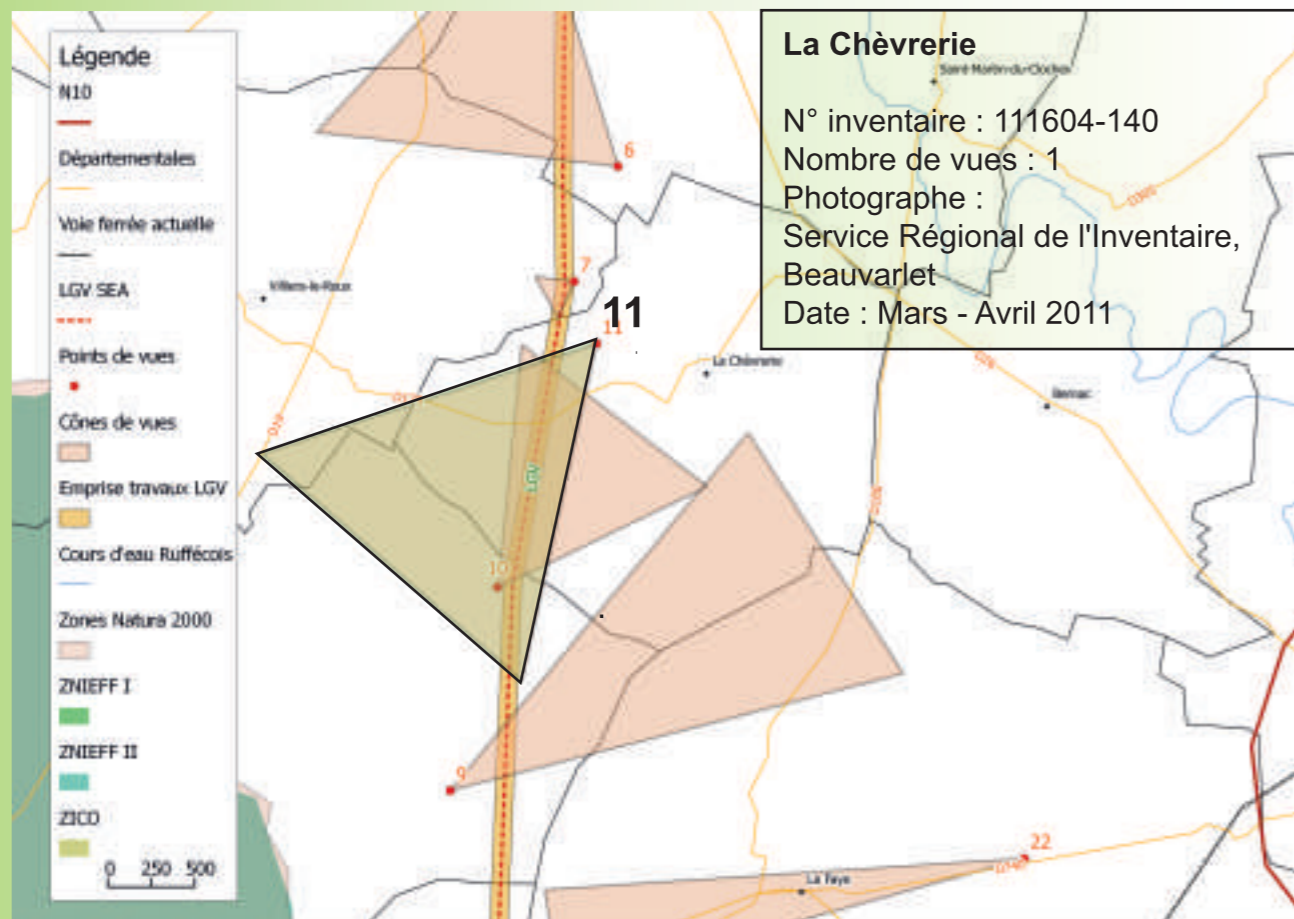 Légende
N10
Départementales
Voie ferrée actuelle
LGV SEA
Points de vues
Cônes de vues
Emprise travaux LGV
Cours d'eau Ruffécois
Zones Natura 2000
ZNIEFF I
ZNIEFF II
ZICO
0 250 500
La Chèvrerie
N° inventaire : 111604-140
Nombre de vues : 1
Photographe :
Service Régional de l'Inventaire,
Beauvarlet
Date : Mars - Avril 2011
Saint-Martin-du-Clocher
6
7
Villiers-le-Roux
11
11
La Chèvrerie
D26
Bernac
LGV
10
9
22
La Faye